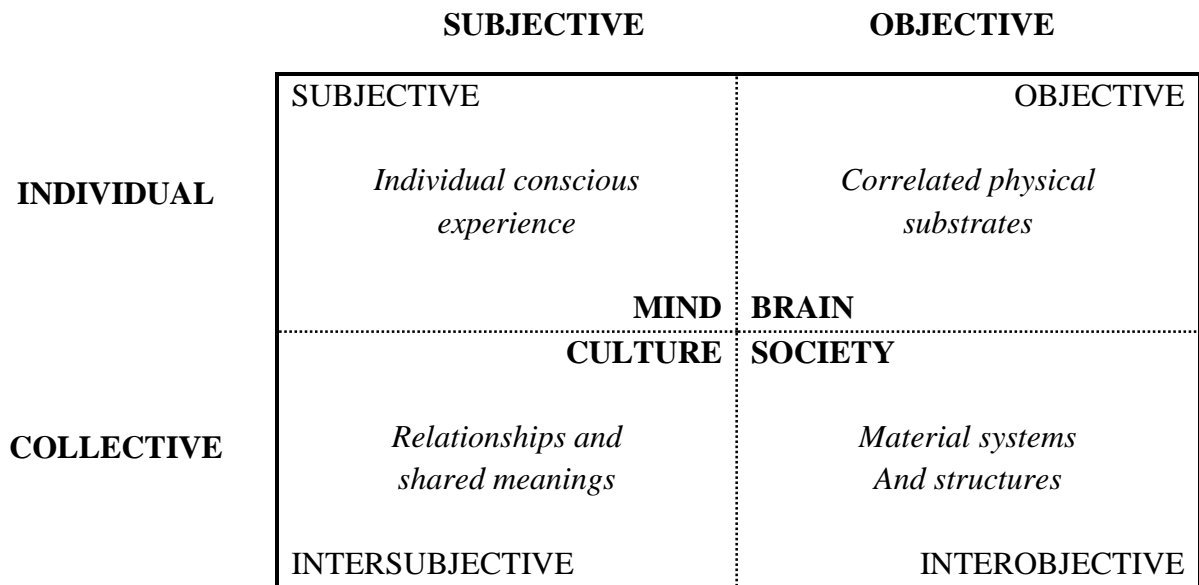 SUBJECTIVE OBJECTIVE
SUBJECTIVE OBJECTIVE
INDIVIDUAL
Individual conscious
experience
Correlated physical
substrates
MIND BRAIN
CULTURE SOCIETY
COLLECTIVE
Relationships and
shared meanings
Material systems
And structures
INTERSUBJECTIVE INTEROBJECTIVE